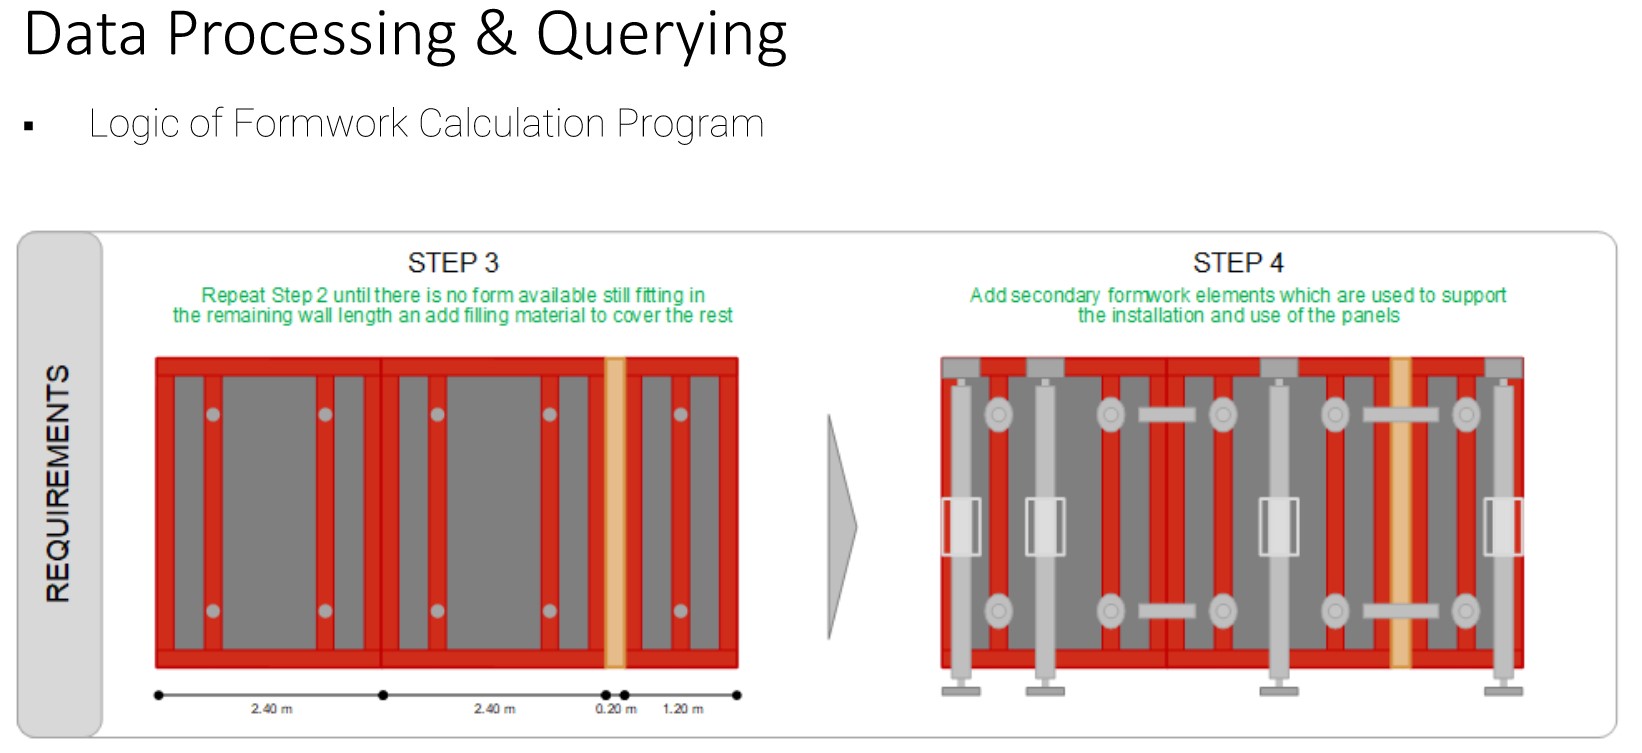 Data Processing & Querying
▪ Logic of Formwork Calculation Program
REQUIREMENTS
STEP 3
Repeat Step 2 until there is no form available still fitting in
the remaining wall length an add filling material to cover the rest
2.40 m
2.40 m
0.20 m
1.20 m
STEP 4
Add secondary formwork elements which are used to support
the installation and use of the panels